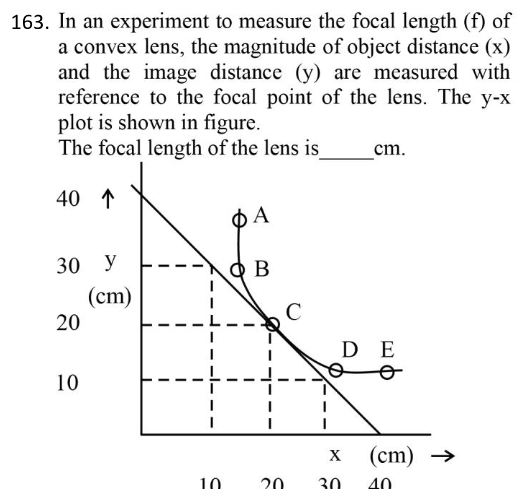 163. In an experiment to measure the focal length (f) of
a convex lens, the magnitude of object distance (x)
and the image distance (y) are measured with
reference to the focal point of the lens. The y-x
plot is shown in figure.
The focal length of the lens is_____cm.
40 ↑
A
30 y
B
(cm)
C
20
D E
10
x (cm) →
10 20 30 40